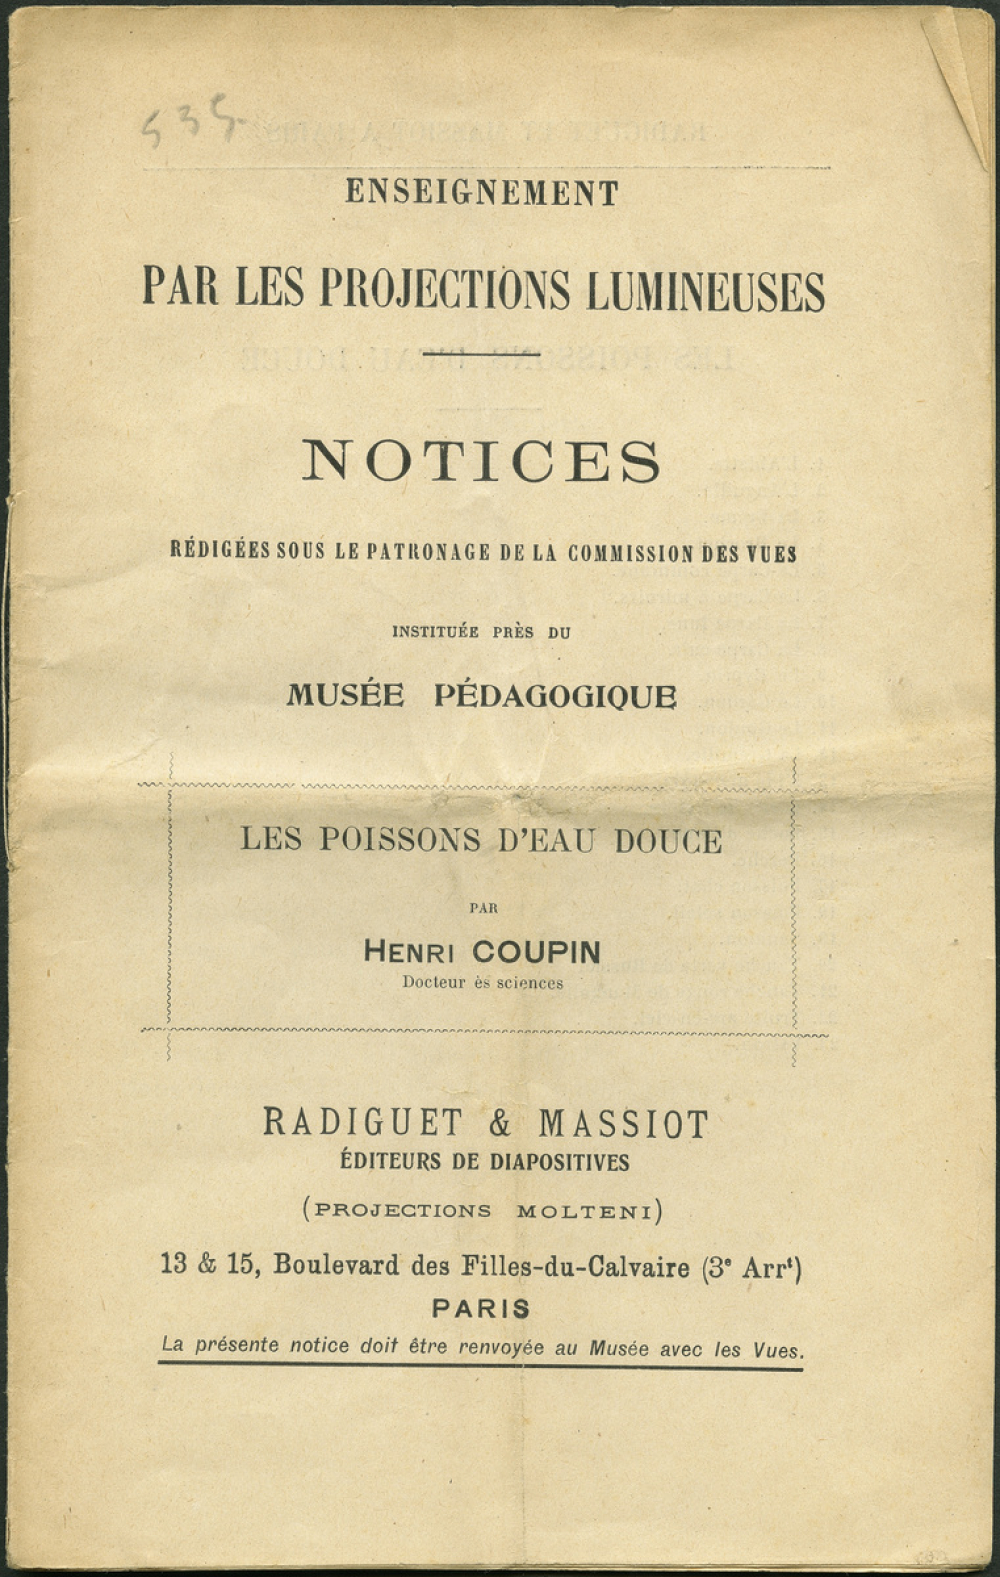 535
ENSEIGNEMENT
PAR LES PROJECTIONS LUMINEUSES
NOTICES
RÉDIGÉES SOUS LE PATRONAGE DE LA COMMISSION DES VUES
INSTITUÉE PRÈS DU
MUSÉE PÉDAGOGIQUE
LES POISSONS D'EAU DOUCE
PAR
HENRI COUPIN
Docteur ès sciences
RADIGUET & MASSIOT
ÉDITEURS DE DIAPOSITIVES
(PROJECTIONS MOLTENI)
13 & 15, Boulevard des Filles-du-Calvaire (3e Arrt)
PARIS
La présente notice doit être renvoyée au Musée avec les Vues.